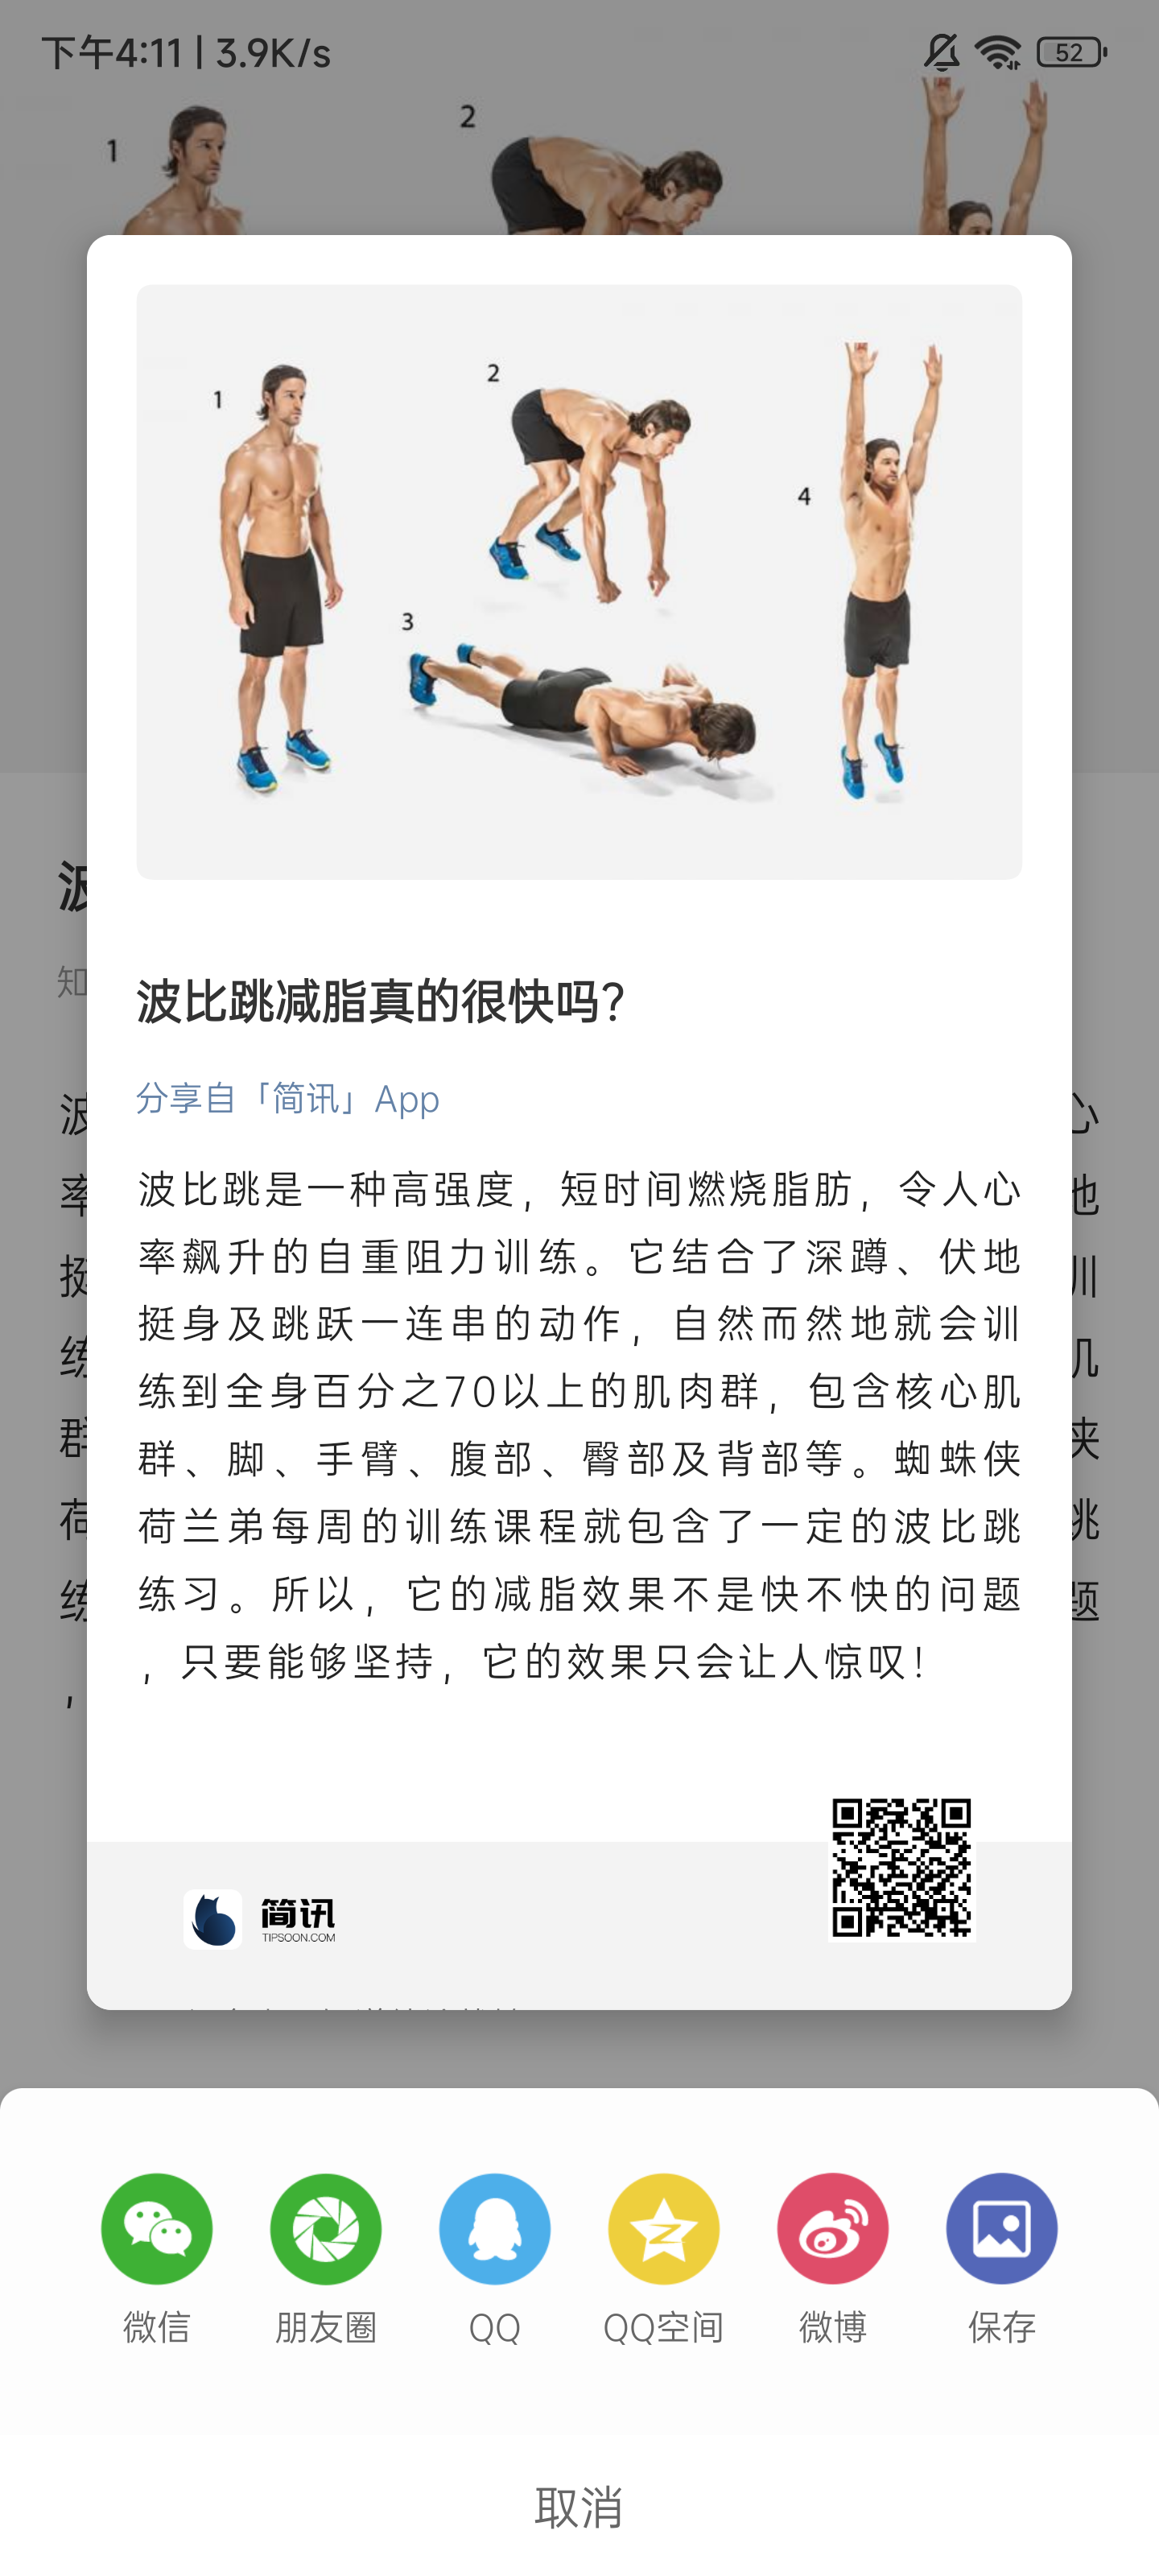 下午4:11 | 3.9K/s
52
1
2
1
2
3
4
波比跳减脂真的很快吗？
分享自「简讯」App
波比跳是一种高强度，短时间燃烧脂肪，令人心
率飙升的自重阻力训练。它结合了深蹲、伏地
挺身及跳跃一连串的动作，自然而然地就会训
练到全身百分之70以上的肌肉群，包含核心肌
群、脚、手臂、腹部、臀部及背部等。蜘蛛侠
荷兰弟每周的训练课程就包含了一定的波比跳
练习。所以，它的减脂效果不是快不快的问题
，只要能够坚持，它的效果只会让人惊叹！
简讯
TIPSOON.COM
微信
朋友圈
QQ
QQ空间
微博
保存
取消